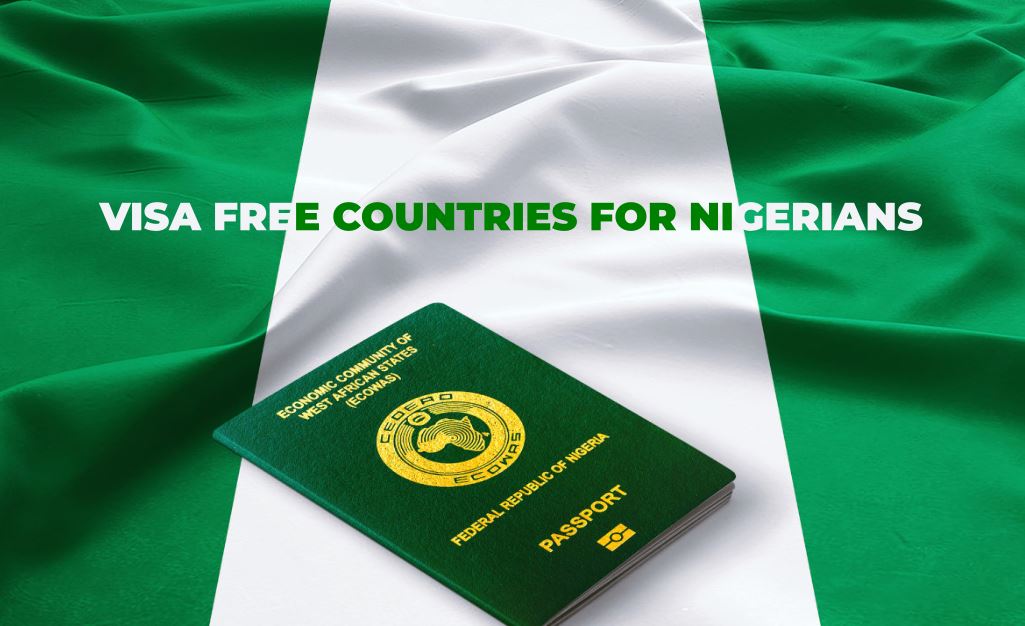 VISA FREE COUNTRIES FOR NIGERIANS
ECONOMIC COMMUNITY OF
WEST AFRICAN STATES
(ECOWAS)
CEDEAO
ECOWAS
FEDERAL REPUBLIC OF NIGERIA
PASSPORT